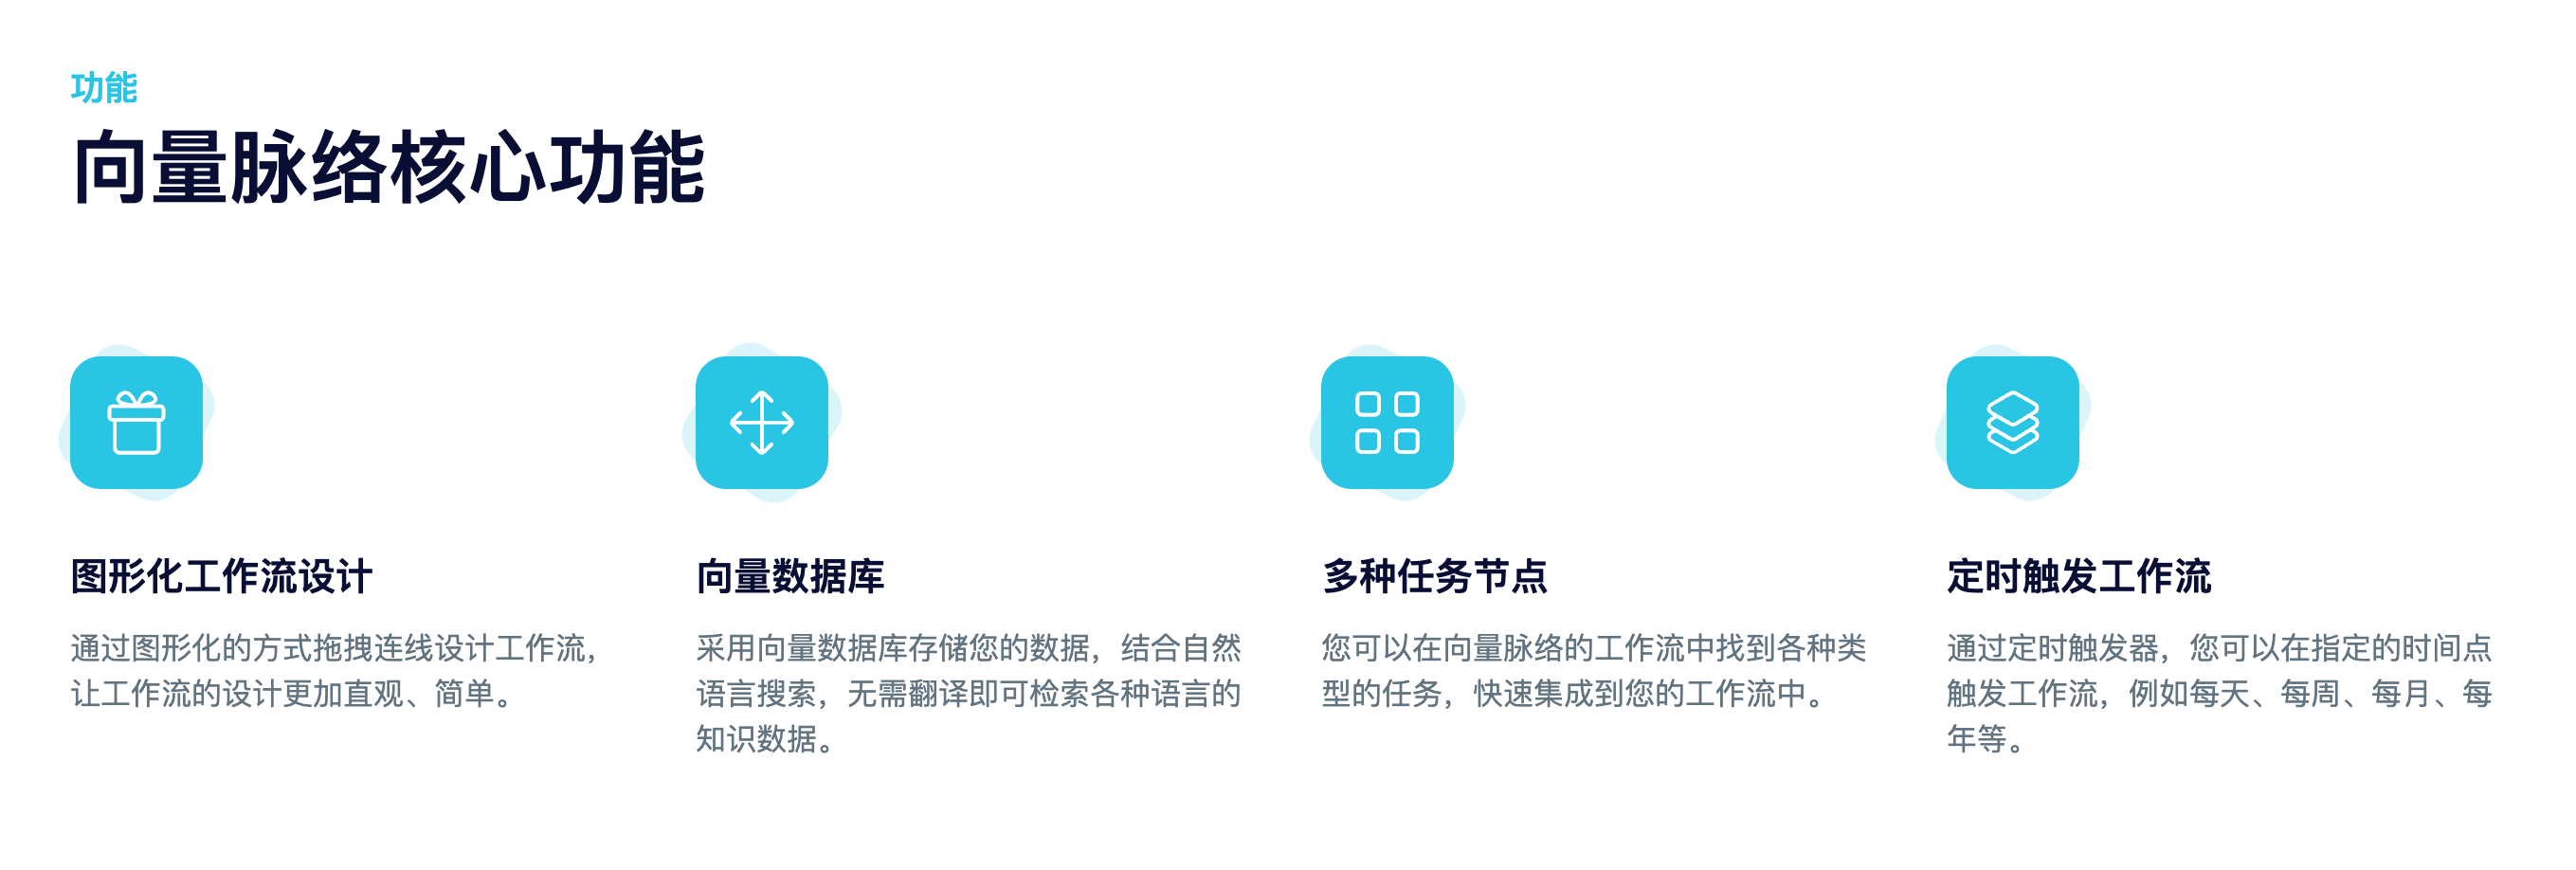 功能
向量脉络核心功能
图形化工作流设计
通过图形化的方式拖拽连线设计工作流，
让工作流的设计更加直观、简单。
向量数据库
采用向量数据库存储您的数据，结合自然
语言搜索，无需翻译即可检索各种语言的
知识数据。
多种任务节点
您可以在向量脉络的工作流中找到各种类
型的任务，快速集成到您的工作流中。
定时触发工作流
通过定时触发器，您可以在指定的时间点
触发工作流，例如每天、每周、每月、每
年等。